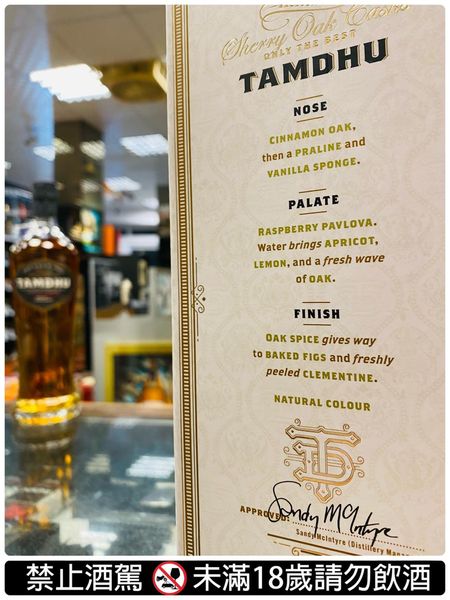 Sherry Oak Casks
ONLY THE BEST
TAMDHU
NOSE
CINNAMON OAK,
then a PRALINE and
VANILLA SPONGE.
PALATE
RASPBERRY PAVLOVA.
Water brings APRICOT,
LEMON, and a fresh wave
of OAK.
FINISH
OAK SPICE gives way
to BAKED FIGS and freshly
peeled CLEMENTINE.
NATURAL COLOUR
TD
APPROVED:
Sandy McIntyre
Sandy McIntyre (Distillery Mana
TAMDHU
禁止酒駕 未滿18歲請勿飲酒